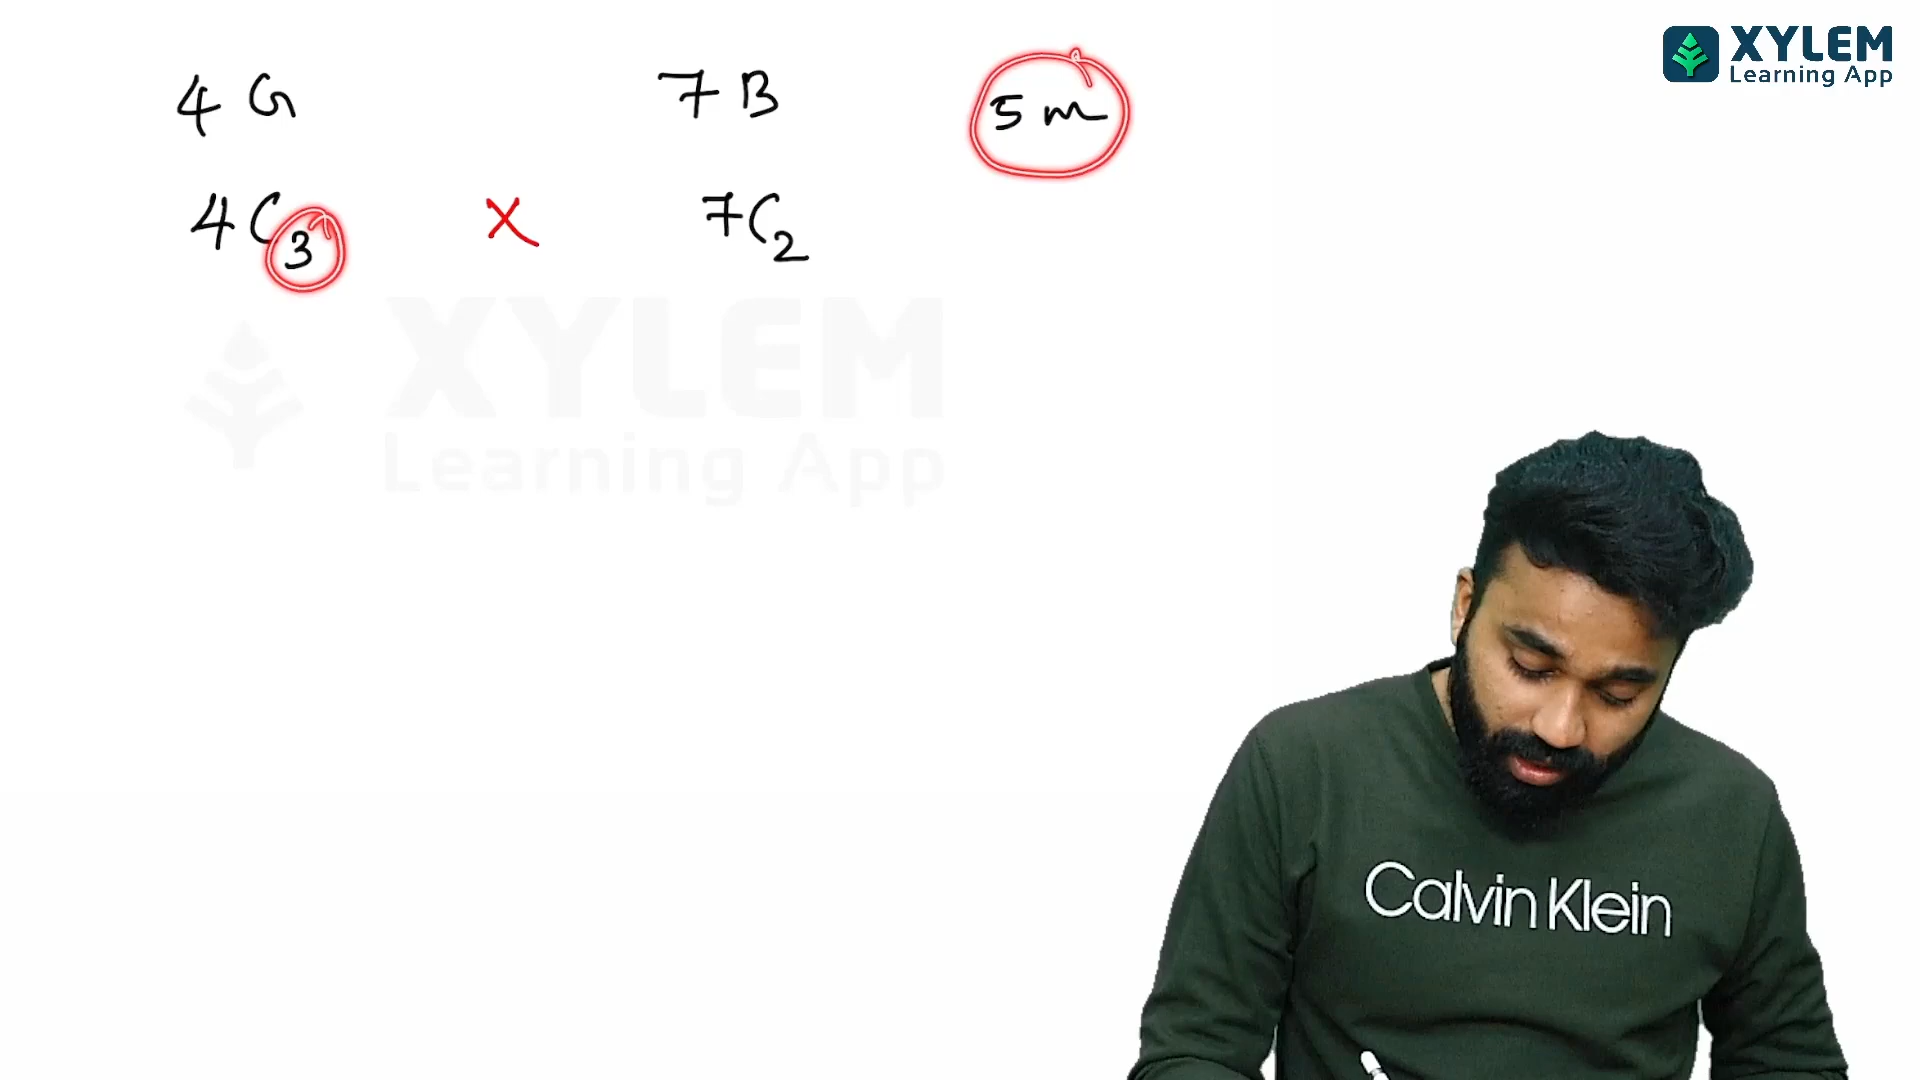 XYLEM
Learning App
4 G 7 B 5 m
4C3 X 7C2
XYLEM
Learning App
Calvin Klein